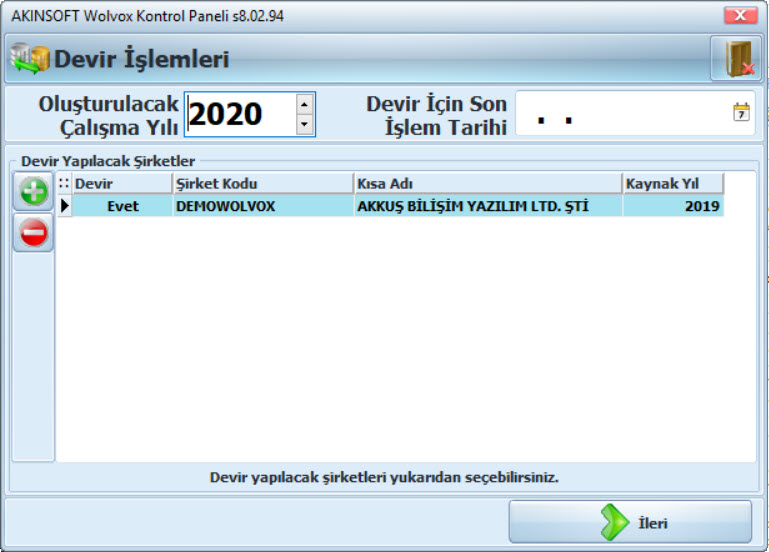 AKINSOFT Wolvox Kontrol Paneli s8.02.94
Devir İşlemleri
Oluşturulacak
Çalışma Yılı
2020
Devir İçin Son
İşlem Tarihi
. .
7
Devir Yapılacak Şirketler
Devir Şirket Kodu Kısa Adı Kaynak Yıl
Evet DEMOWOLVOX AKKUŞ BİLİŞİM YAZILIM LTD. ŞTİ 2019
Devir yapılacak şirketleri yukarıdan seçebilirsiniz.
İleri